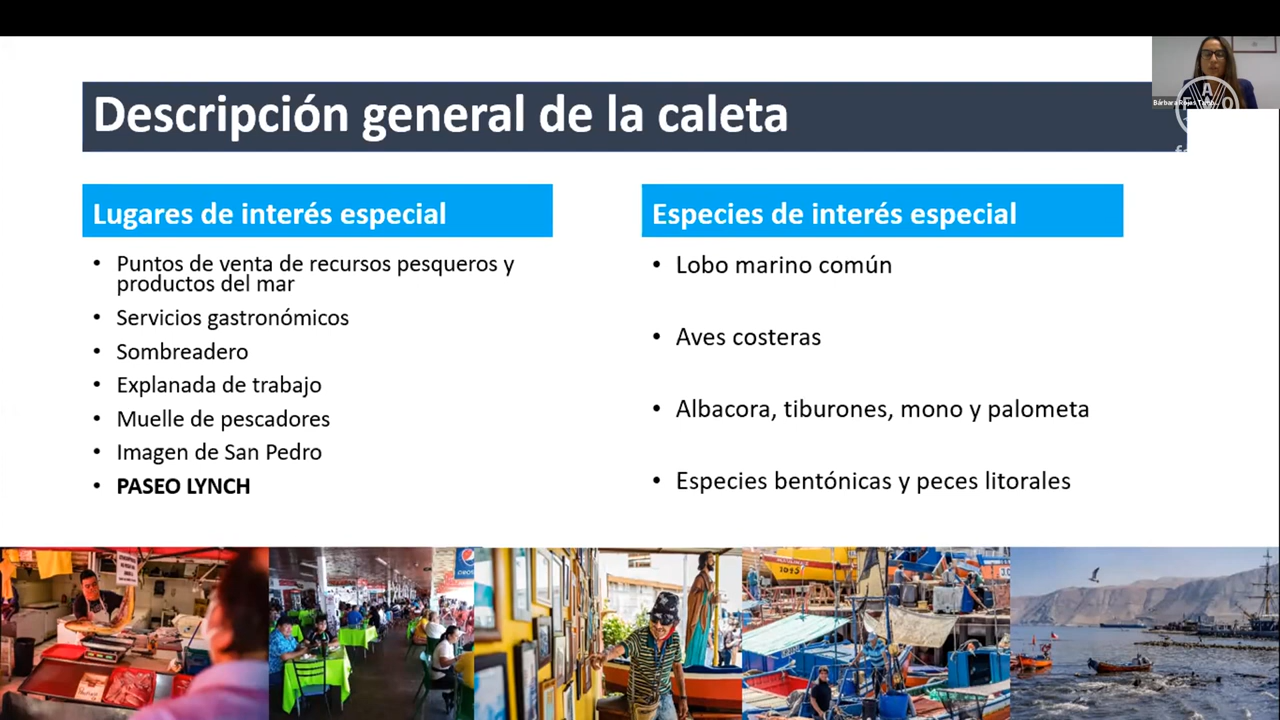 Descripción general de la caleta
Lugares de interés especial
• Puntos de venta de recursos pesqueros y
productos del mar
• Servicios gastronómicos
• Sombreadero
• Explanada de trabajo
• Muelle de pescadores
• Imagen de San Pedro
• PASEO LYNCH
Especies de interés especial
• Lobo marino común
• Aves costeras
• Albacora, tiburones, mono y palometa
• Especies bentónicas y peces litorales
Bárbara Rojas